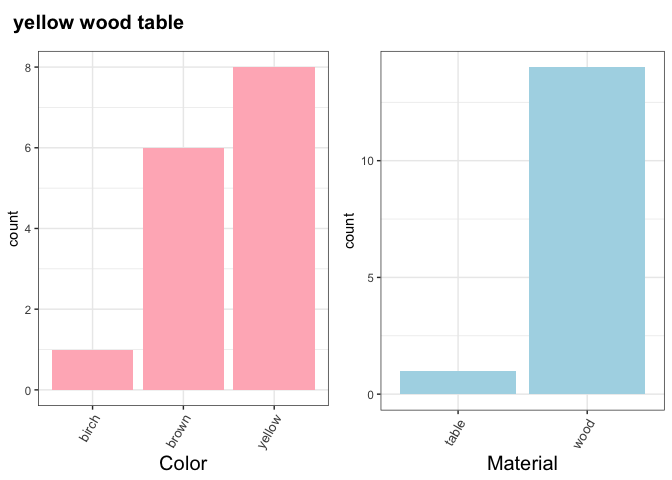 yellow wood table
count
8
6
4
2
0
birch
brown
yellow
Color
count
10
5
0
table
wood
Material